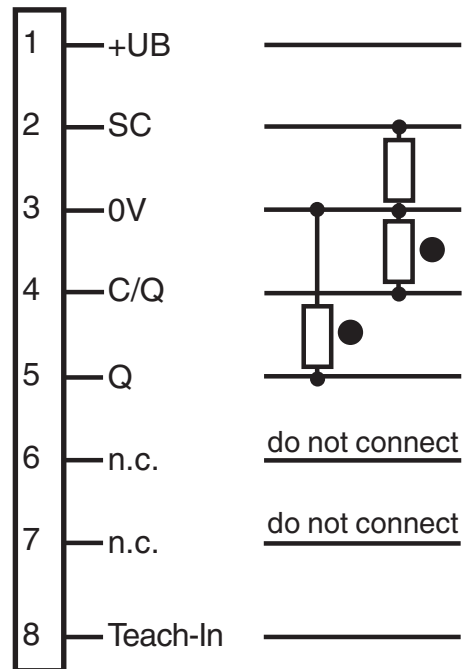 1 +UB
2 SC
3 0V
4 C/Q
5 Q
6 n.c. do not connect
7 n.c. do not connect
8 Teach-In